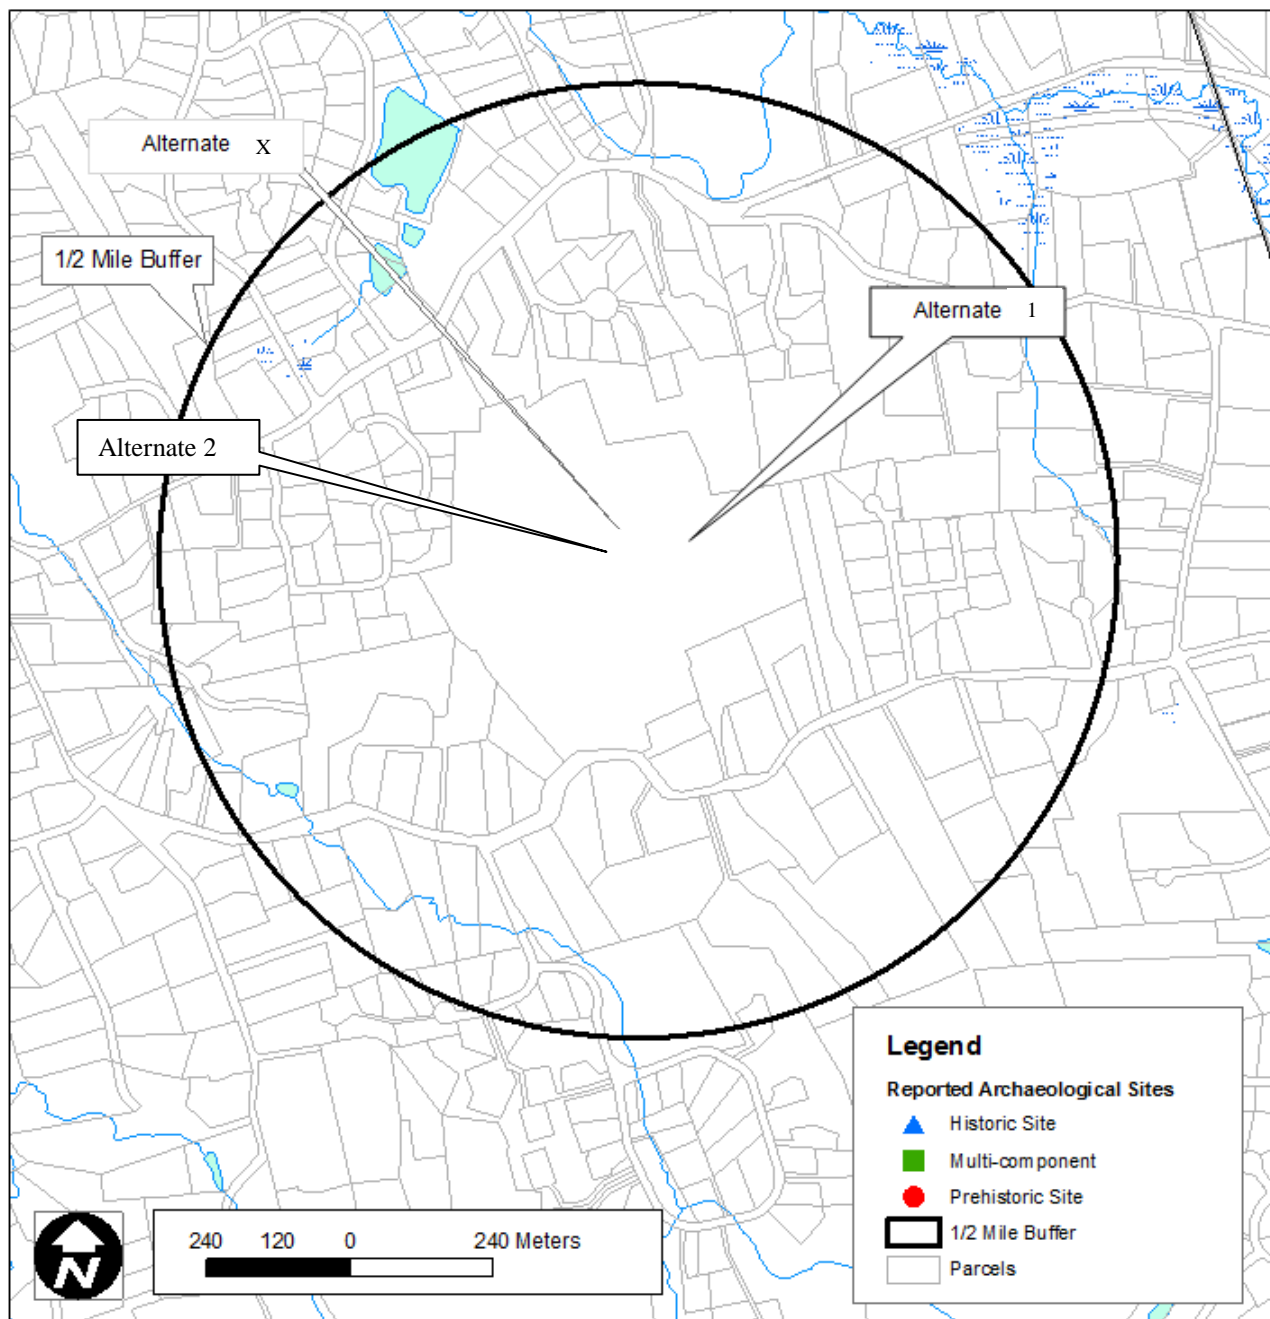 Alternate X
1/2 Mile Buffer
Alternate 1
Alternate 2
Legend
Reported Archaeological Sites
Historic Site
Multi-component
Prehistoric Site
1/2 Mile Buffer
Parcels
N
240 120 0 240 Meters